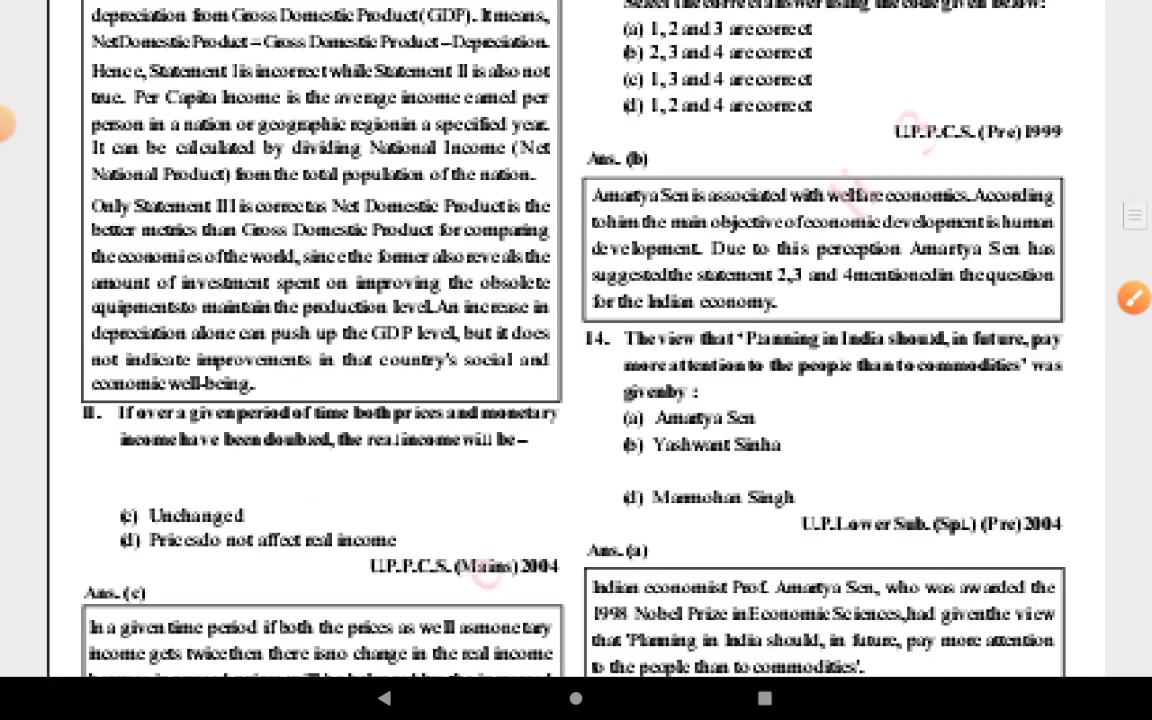 depreciation from Gross Domestic Product (GDP). It means,
Net Domestic Product = Gross Domestic Product – Depreciation.
Hence, Statement I is incorrect while Statement II is also not
true. Per Capita Income is the average income earned per
person in a nation or geographic region in a specified year.
It can be calculated by dividing National Income (Net
National Product) from the total population of the nation.
Only Statement III is correct as Net Domestic Product is the
better metrics than Gross Domestic Product for comparing
the economies of the world, since the former also reveals the
amount of investment spent on improving the obsolete
equipments to maintain the production level. An increase in
depreciation alone can push up the GDP level, but it does
not indicate improvements in that country's social and
economic well-being.
11. If over a given period of time both prices and monetary
income have been doubled, the real income will be –
(c) Unchanged
(d) Prices do not affect real income
U.P.P.C.S. (Mains) 2004
Ans. (c)
In a given time period if both the prices as well as monetary
income gets twice then there is no change in the real income
Select the correct answer using the code given below:
(a) 1, 2 and 3 are correct
(b) 2, 3 and 4 are correct
(c) 1, 3 and 4 are correct
(d) 1, 2 and 4 are correct
U.P.P.C.S. (Pre) 1999
Ans. (b)
Amartya Sen is associated with welfare economics. According
to him the main objective of economic development is human
development. Due to this perception Amartya Sen has
suggested the statement 2, 3 and 4 mentioned in the question
for the Indian economy.
14. The view that 'Planning in India should, in future, pay
more attention to the people than to commodities' was
given by :
(a) Amartya Sen
(b) Yashwant Sinha
(d) Manmohan Singh
U.P. Lower Sub. (Spl.) (Pre) 2004
Ans. (a)
Indian economist Prof. Amartya Sen, who was awarded the
1998 Nobel Prize in Economic Sciences, had given the view
that 'Planning in India should, in future, pay more attention
to the people than to commodities'.